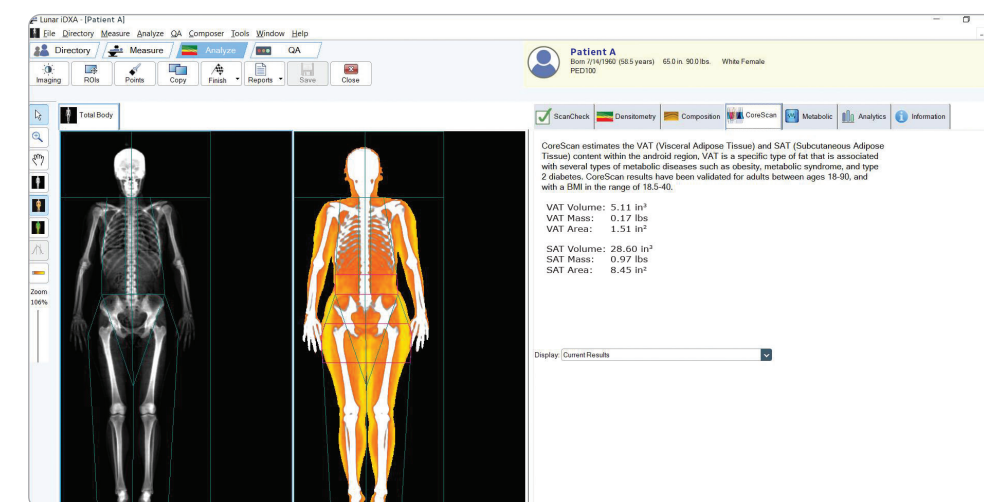 Lunar iDXA - [Patient A]
File Directory Measure Analyze QA Composer Tools Window Help
Directory Measure Analyze QA
Imaging ROIs Points Copy Finish Reports Save Close
Patient A
Born 7/14/1960 (58.5 years) 65.0 in. 90.0 lbs. White Female
PED100
Total Body
ScanCheck Densitometry Composition CoreScan Metabolic Analytics Information
CoreScan estimates the VAT (Visceral Adipose Tissue) and SAT (Subcutaneous Adipose
Tissue) content within the android region, VAT is a specific type of fat that is associated
with several types of metabolic diseases such as obesity, metabolic syndrome, and type
2 diabetes. CoreScan results have been validated for adults between ages 18-90, and
with a BMI in the range of 18.5-40.
VAT Volume: 5.11 in³
VAT Mass: 0.17 lbs
VAT Area: 1.51 in²
SAT Volume: 28.60 in³
SAT Mass: 0.97 lbs
SAT Area: 8.45 in²
Zoom
106%
Display: Current Results